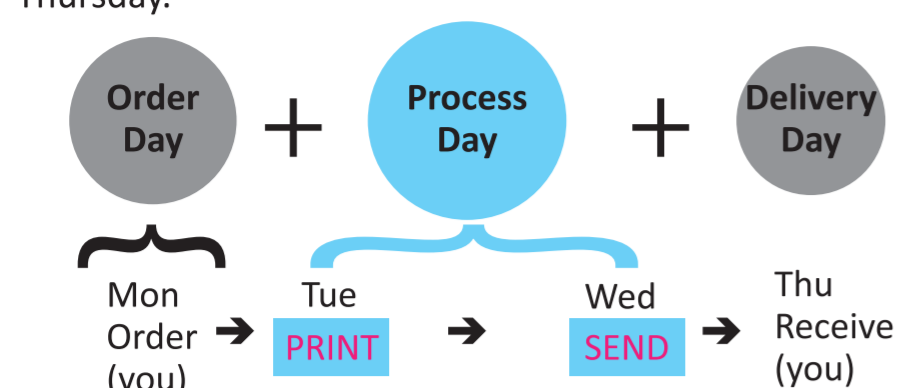 Thursday.
Order
Day
+
Process
Day
+
Delivery
Day
Mon
Order
(you)
Tue
PRINT
Wed
SEND
Thu
Receive
(you)